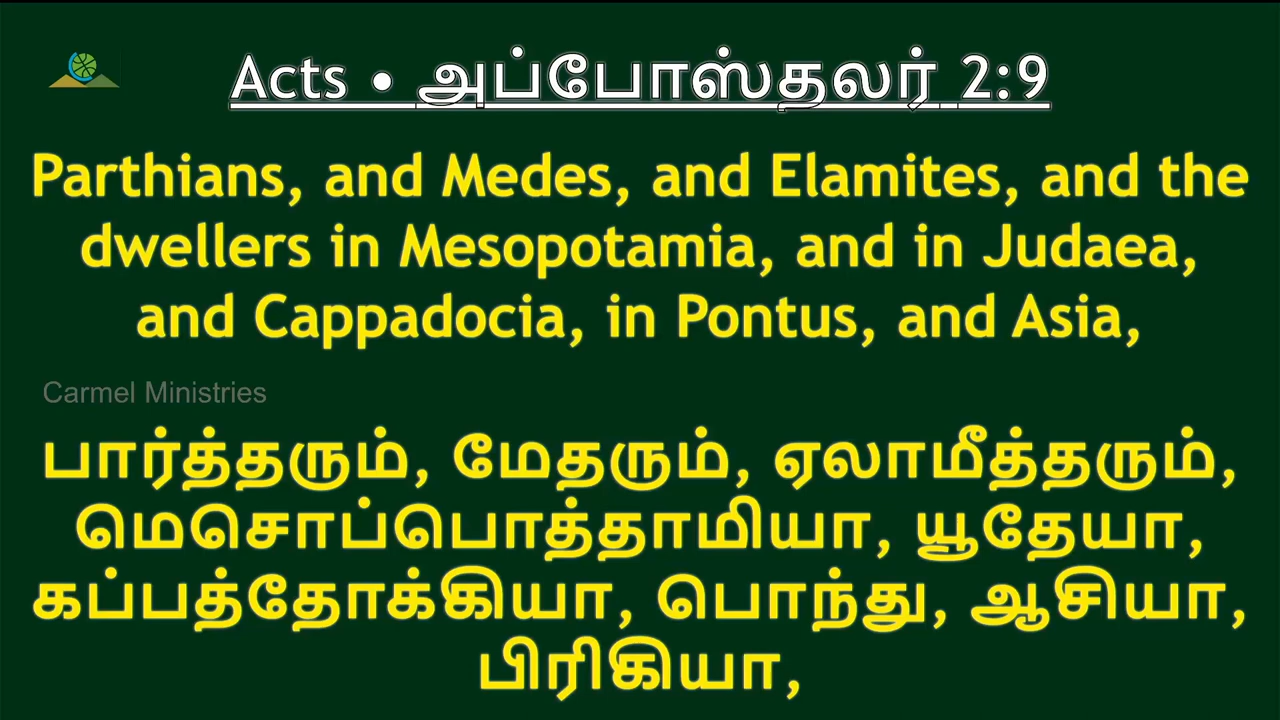 Acts • அப்போஸ்தலர் 2:9
Parthians, and Medes, and Elamites, and the
dwellers in Mesopotamia, and in Judaea,
and Cappadocia, in Pontus, and Asia,
Carmel Ministries
பார்த்தரும், மேதரும், ஏலாமீத்தரும்,
மெசொப்பொத்தாமியா, யூதேயா,
கப்பத்தோக்கியா, பொந்து, ஆசியா,
பிரிகியா,